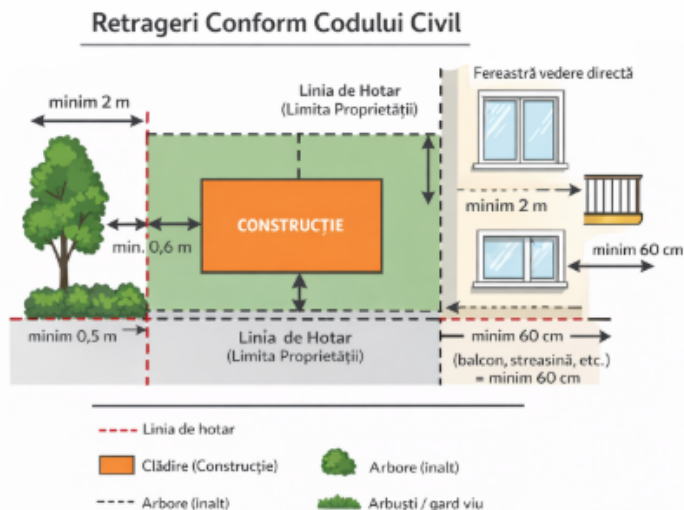 Retrageri Conform Codului Civil
minim 2 m
Linia de Hotar
(Limita Proprietății)
Fereastră vedere directă
CONSTRUCȚIE
min. 0,6 m
minim 2 m
minim 60 cm
minim 0,5 m
Linia de Hotar
(Limita Proprietății)
minim 60 cm
(balcon, streasină, etc.)
= minim 60 cm
Linia de hotar
Clădire (Construcție)
Arbore (inalt)
Arbore (inalt)
Arbuști / gard viu